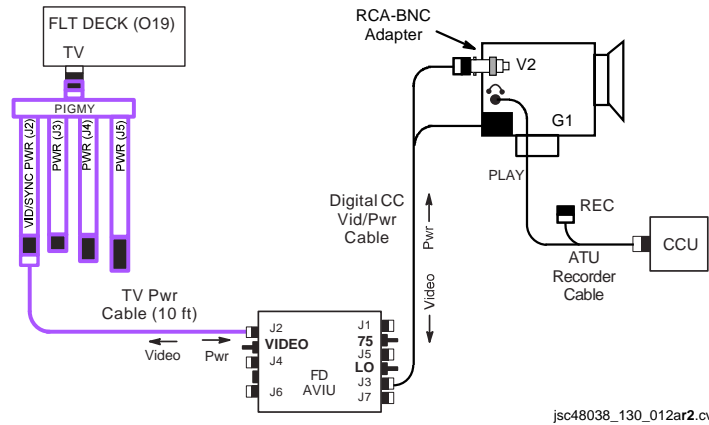 FLT DECK (O19)
TV
PIGMY
VID/SYNC PWR (J2)
PWR (J3)
PWR (J4)
PWR (J5)
RCA-BNC
Adapter
V2
G1
PLAY
REC
CCU
ATU
Recorder
Cable
Digital CC
Vid/Pwr
Cable
Pwr
Video
TV Pwr
Cable (10 ft)
Video
Pwr
J2
VIDEO
J4
J6
FD
AVIU
J1
75
J5
LO
J3
J7
jsc48038_130_012ar2.cv